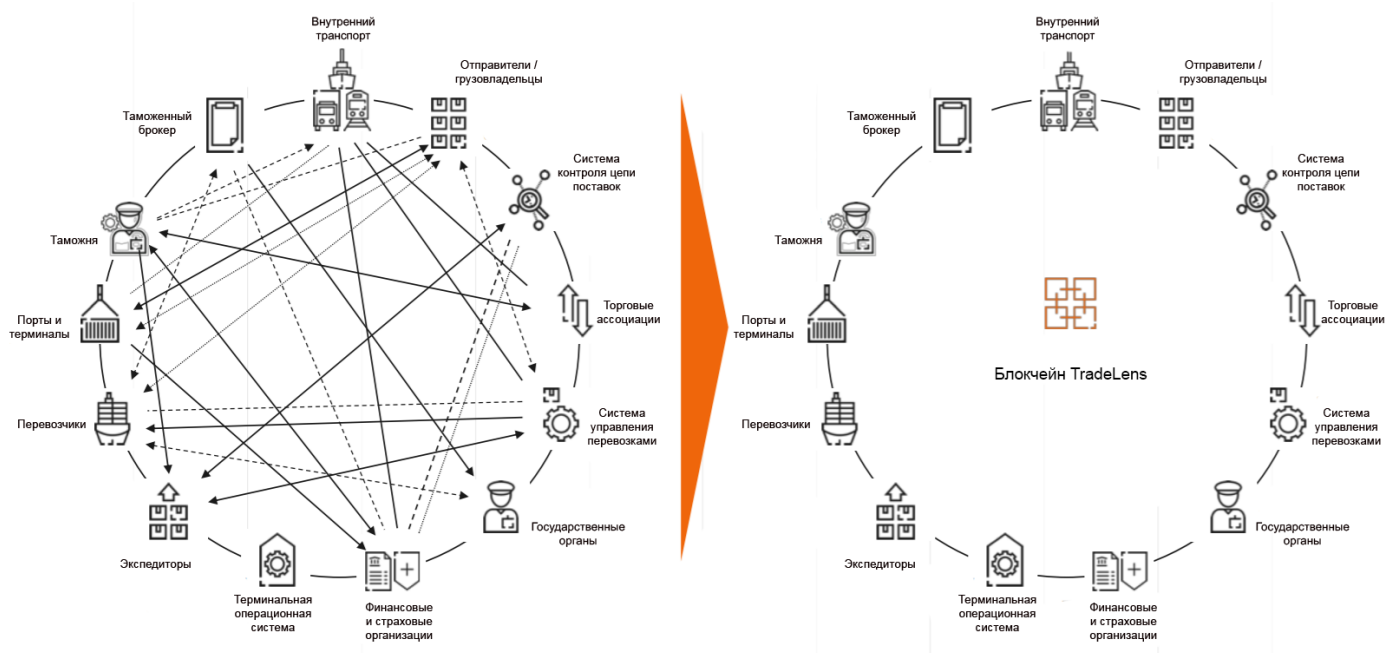 Внутренний
транспорт
Отправители /
грузовладельцы
Таможенный
брокер
Система
контроля цепи
поставок
Таможня
Порты и
терминалы
Торговые
ассоциации
Перевозчики
Система
управления
перевозками
Государственные
органы
Экспедиторы
Терминальная
операционная
система
Финансовые
и страховые
организации
Внутренний
транспорт
Отправители /
грузовладельцы
Таможенный
брокер
Система
контроля цепи
поставок
Таможня
Порты и
терминалы
Торговые
ассоциации
Блокчейн TradeLens
Перевозчики
Система
управления
перевозками
Государственные
органы
Экспедиторы
Терминальная
операционная
система
Финансовые
и страховые
организации